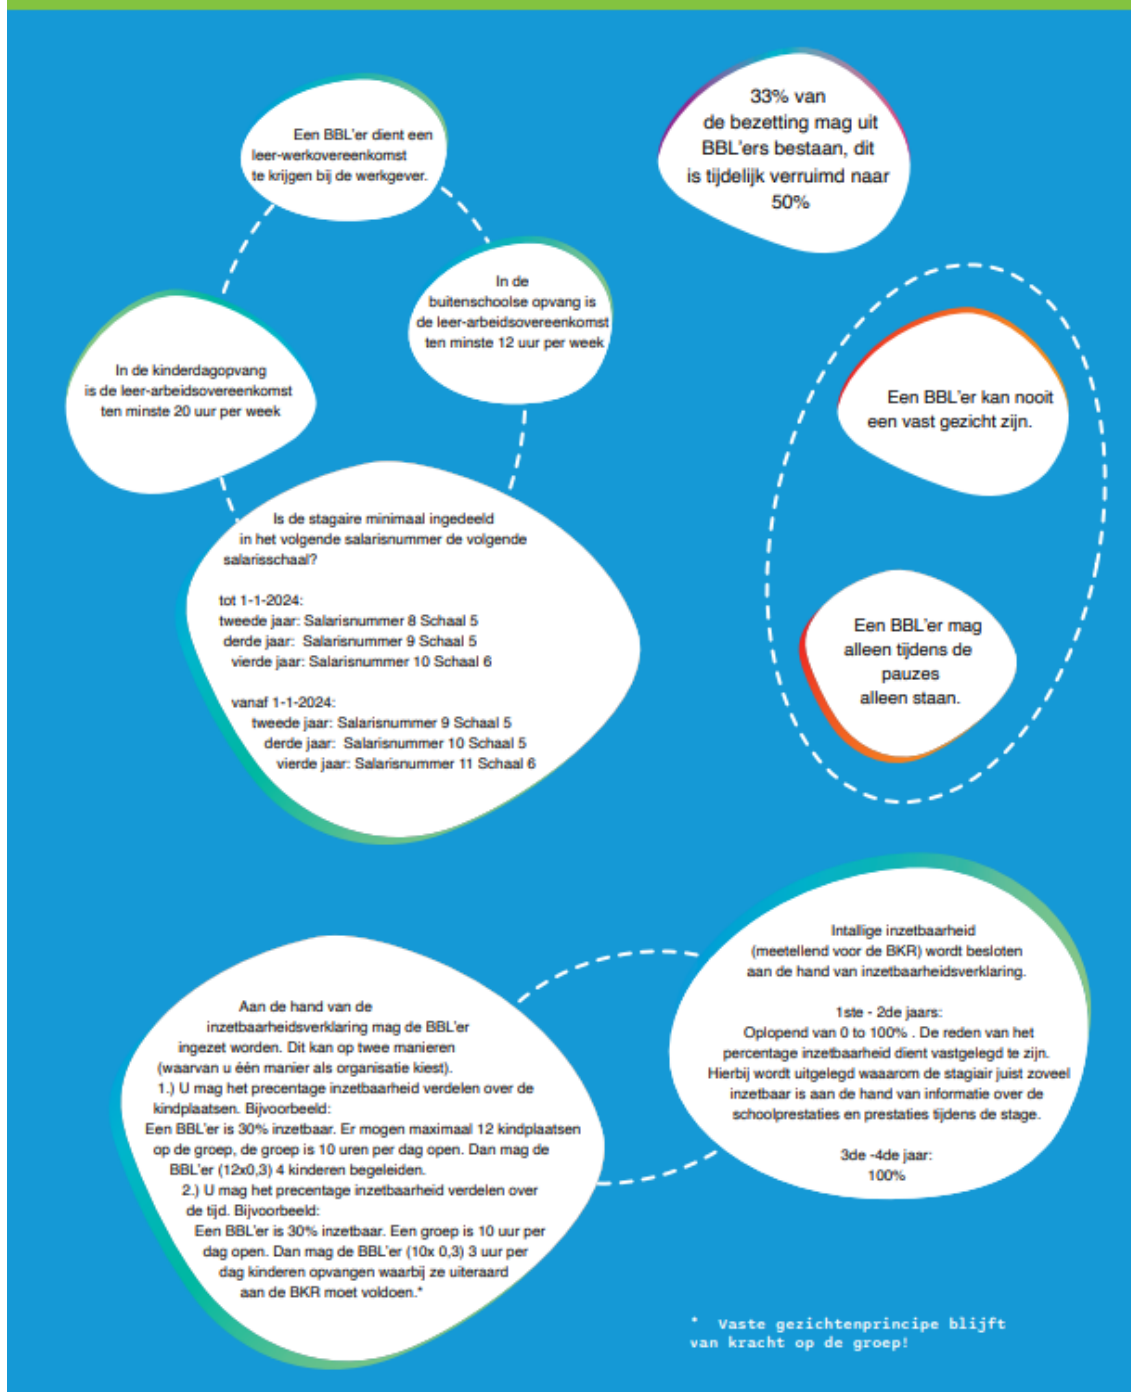 Een BBL'er dient een
leer-werkovereenkomst
te krijgen bij de werkgever.
33% van
de bezetting mag uit
BBL'ers bestaan, dit
is tijdelijk verruimd naar
50%
In de
buitenschoolse opvang is
de leer-arbeidsovereenkomst
ten minste 12 uur per week
In de kinderdagopvang
is de leer-arbeidsovereenkomst
ten minste 20 uur per week
Een BBL'er kan nooit
een vast gezicht zijn.
Is de stagaire minimaal ingedeeld
in het volgende salarisnummer de volgende
salarisschaal?
tot 1-1-2024:
tweede jaar: Salarisnummer 8 Schaal 5
derde jaar: Salarisnummer 9 Schaal 5
vierde jaar: Salarisnummer 10 Schaal 6
vanaf 1-1-2024:
tweede jaar: Salarisnummer 9 Schaal 5
derde jaar: Salarisnummer 10 Schaal 5
vierde jaar: Salarisnummer 11 Schaal 6
Een BBL'er mag
alleen tijdens de
pauzes
alleen staan.
Intallige inzetbaarheid
(meetellend voor de BKR) wordt besloten
aan de hand van inzetbaarheidsverklaring.
1ste - 2de jaars:
Oplopend van 0 to 100% . De reden van het
percentage inzetbaarheid dient vastgelegd te zijn.
Hierbij wordt uitgelegd waaarom de stagiair juist zoveel
inzetbaar is aan de hand van informatie over de
schoolprestaties en prestaties tijdens de stage.
3de -4de jaar:
100%
Aan de hand van de
inzetbaarheidsverklaring mag de BBL'er
ingezet worden. Dit kan op twee manieren
(waarvan u één manier als organisatie kiest).
1.) U mag het precentage inzetbaarheid verdelen over de
kindplaatsen. Bijvoorbeeld:
Een BBL'er is 30% inzetbaar. Er mogen maximaal 12 kindplaatsen
op de groep, de groep is 10 uren per dag open. Dan mag de
BBL'er (12x0,3) 4 kinderen begeleiden.
2.) U mag het precentage inzetbaarheid verdelen over
de tijd. Bijvoorbeeld:
Een BBL'er is 30% inzetbaar. Een groep is 10 uur per
dag open. Dan mag de BBL'er (10x 0,3) 3 uur per
dag kinderen opvangen waarbij ze uiteraard
aan de BKR moet voldoen.*
* Vaste gezichtenprincipe blijft
van kracht op de groep!